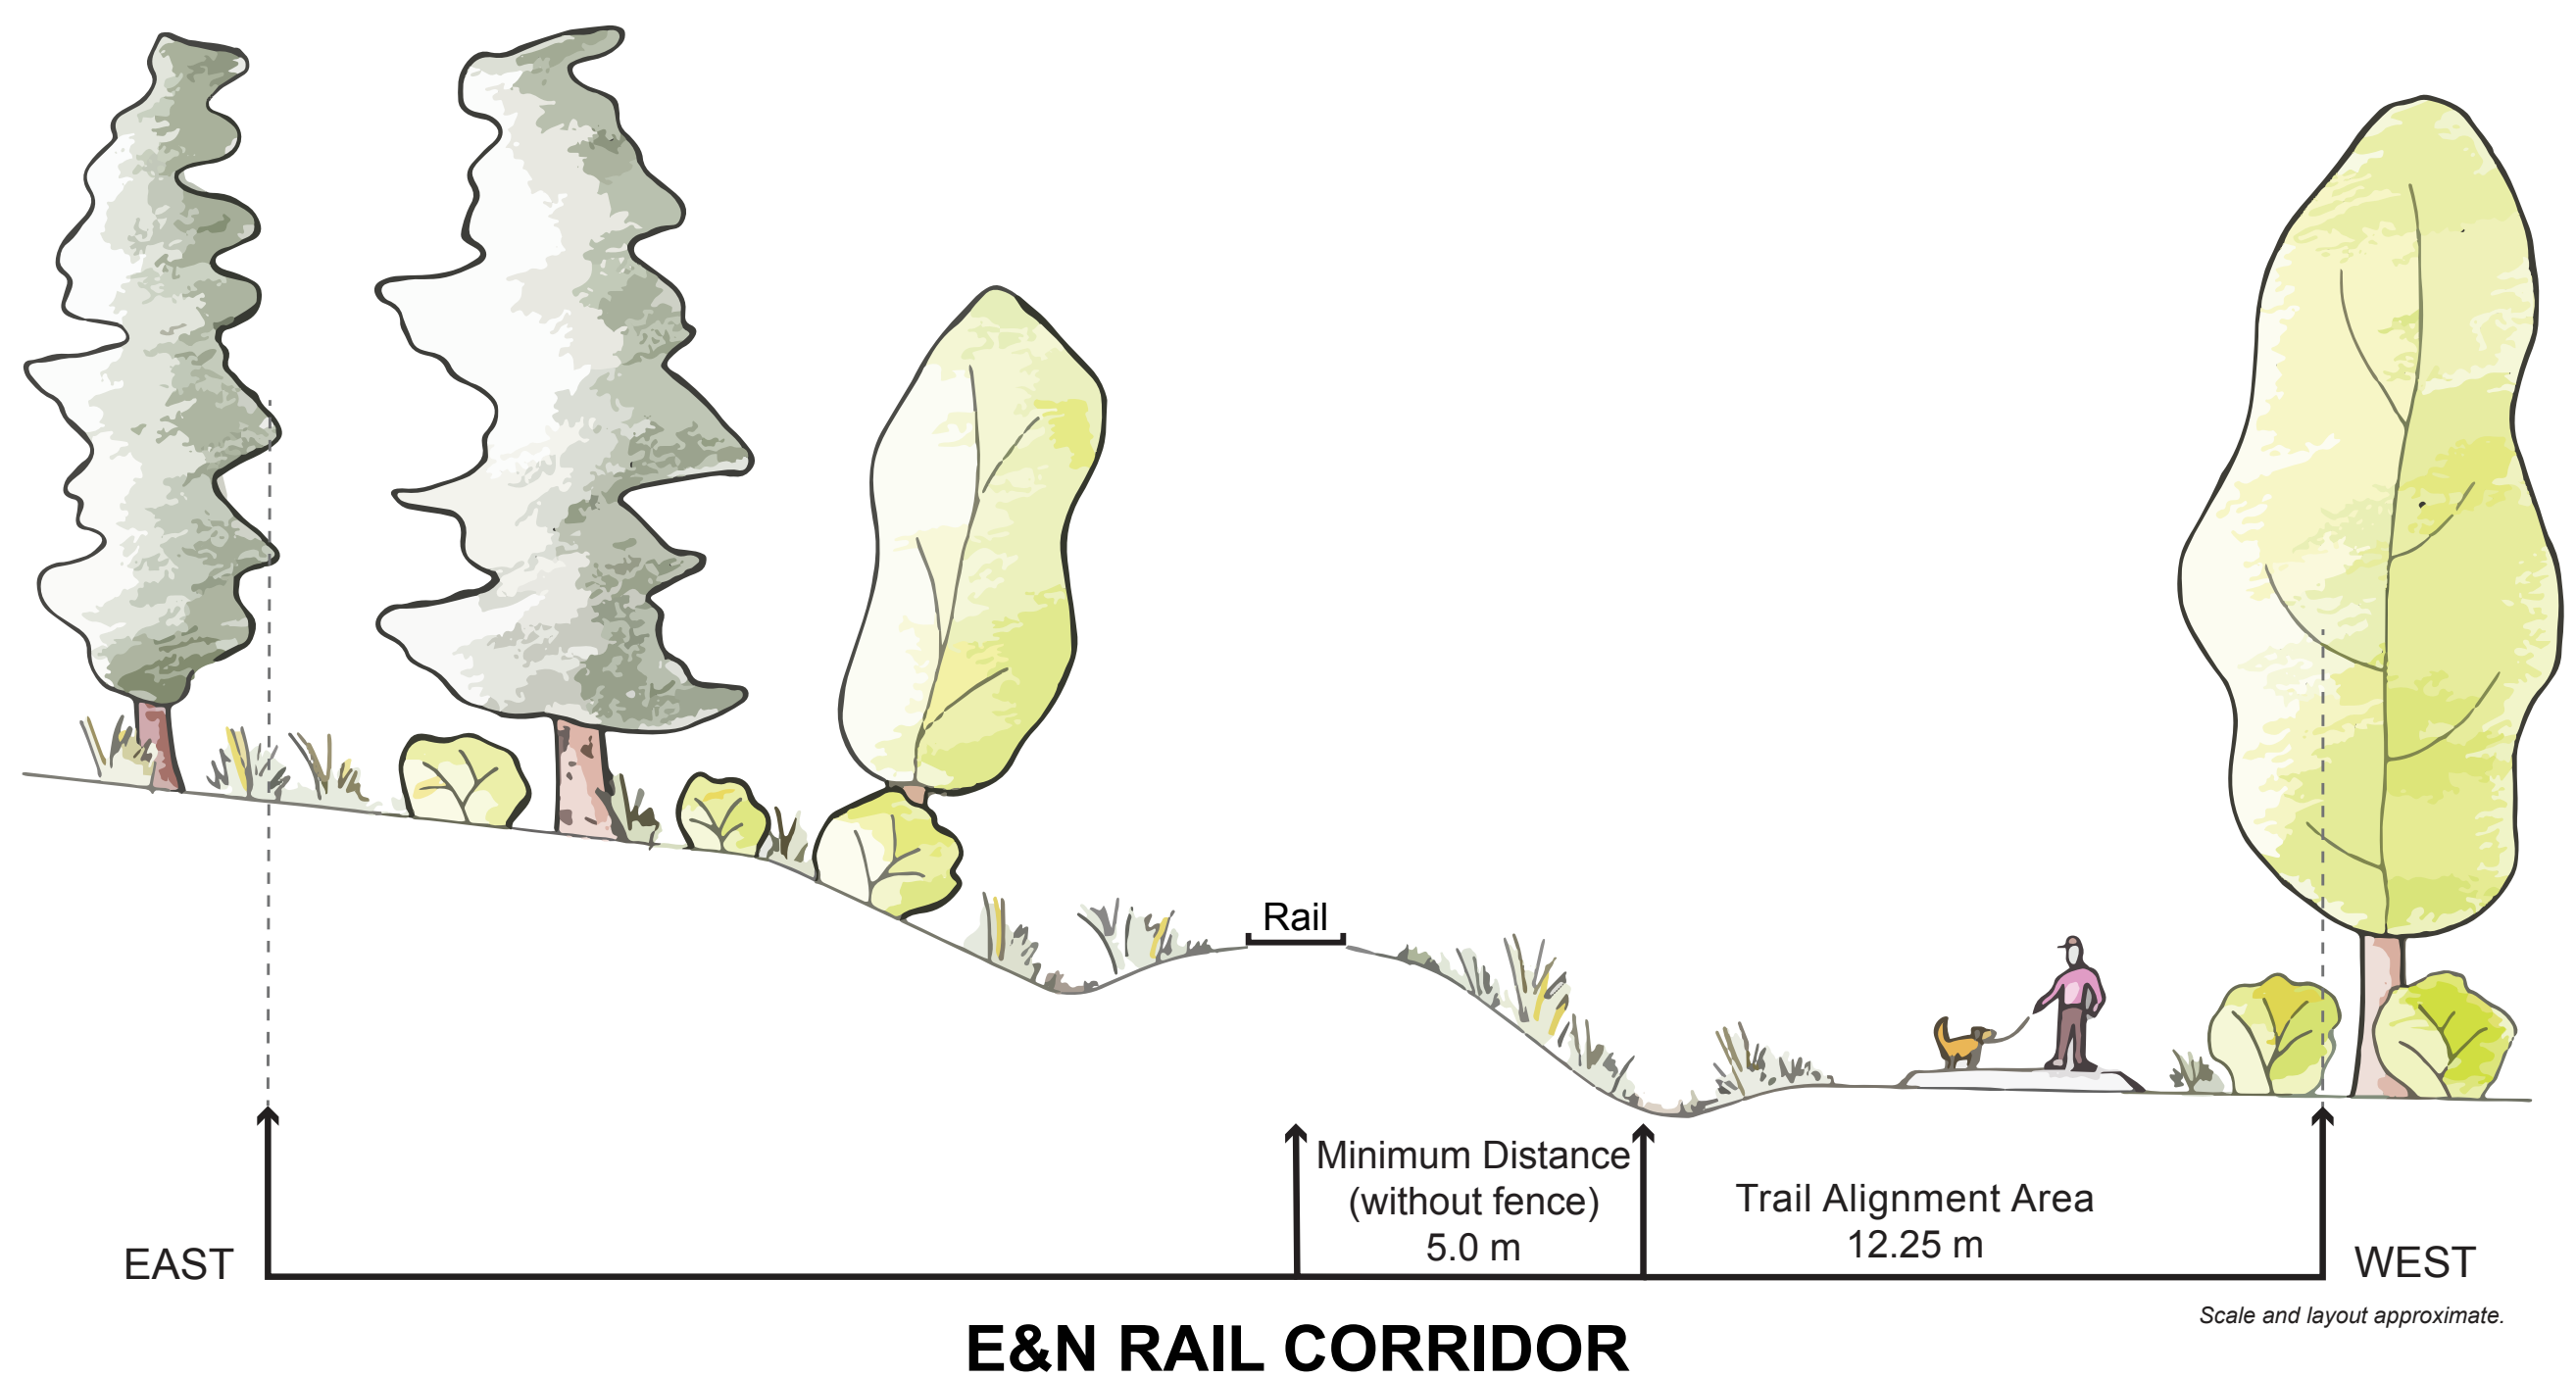 Rail
Minimum Distance
(without fence)
5.0 m
Trail Alignment Area
12.25 m
EAST
WEST
Scale and layout approximate.
E&N RAIL CORRIDOR